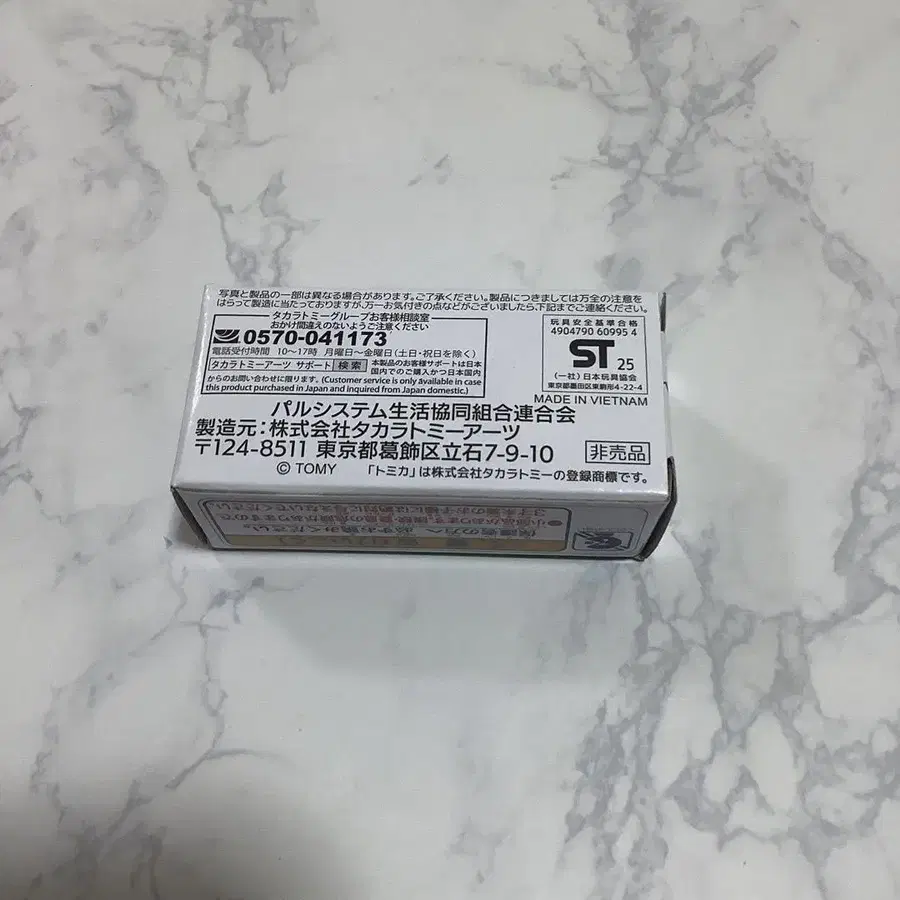 写真と製品の一部は異なる場合があります。ご了承ください。製品につきましては万全の注意を
はらって製造に当たっておりますが、万一お気付きの点などがございましたら、下記までご連絡ください。
タカラトミーグループお客様相談室
おかけ間違えのないようご注意ください
0570-041173
電話受付時間 10〜17時 月曜日〜金曜日(土日・祝日を除く)
タカラトミーアーツ サポート 検索 本製品のお客様サポートは日本
国内でのご購入かつ日本国内
からのお問い合わせに限ります。(Customer service is only available in case
this product purchased in Japan and inquired from Japan domestic.)
玩具安全基準合格
4904790 60995 4
ST 25
(一社)日本玩具協会
東京都墨田区東駒形4-22-4
MADE IN VIETNAM
パルシステム生活協同組合連合会
製造元:株式会社タカラトミーアーツ
〒124-8511 東京都葛飾区立石7-9-10
非売品
© TOMY 「トミカ」は株式会社タカラトミーの登録商標です。
必ずお読みください。